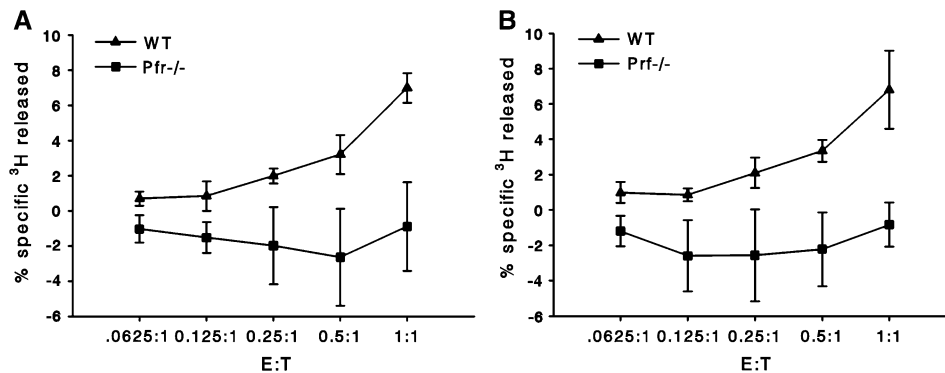 A
WT
Pfr-/-
% specific ³H released
10
8
6
4
2
0
-2
-4
-6
.0625:1 0.125:1 0.25:1 0.5:1 1:1
E:T
B
WT
Prf-/-
% specific ³H released
10
8
6
4
2
0
-2
-4
-6
.0625:1 0.125:1 0.25:1 0.5:1 1:1
E:T